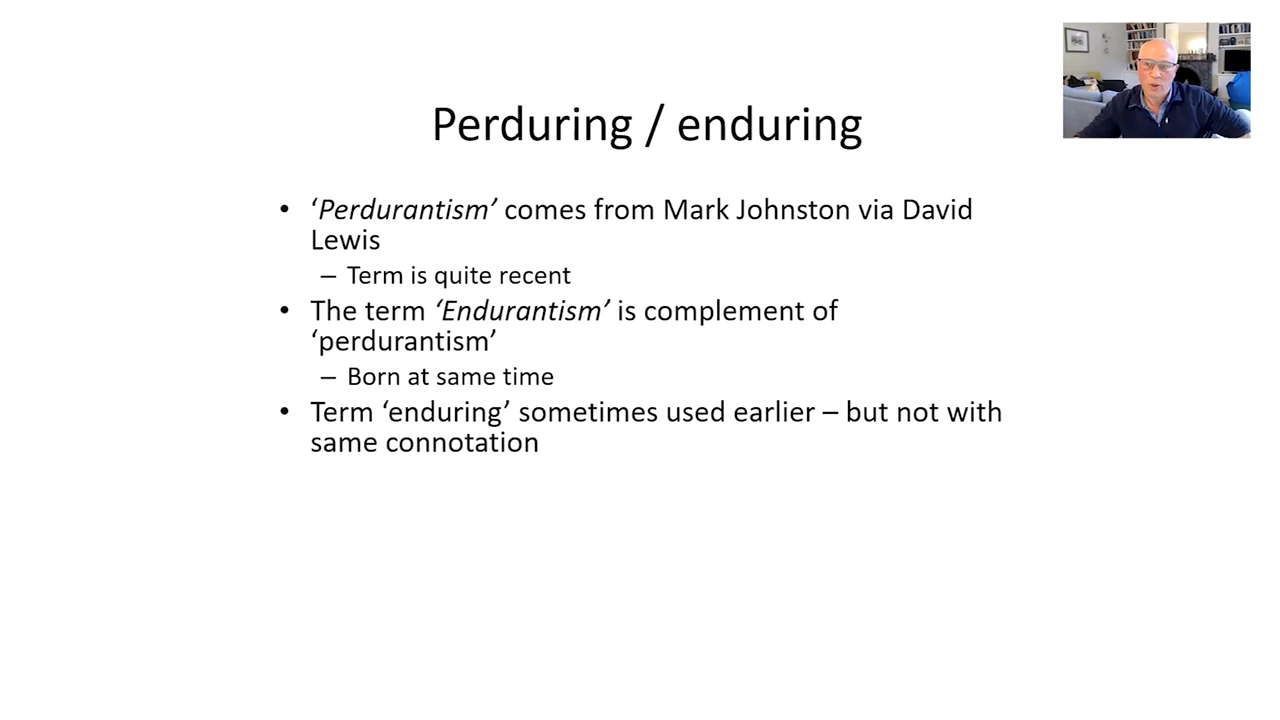 Perduring / enduring
• ‘Perdurantism’ comes from Mark Johnston via David
Lewis
– Term is quite recent
• The term ‘Endurantism’ is complement of
‘perdurantism’
– Born at same time
• Term ‘enduring’ sometimes used earlier – but not with
same connotation